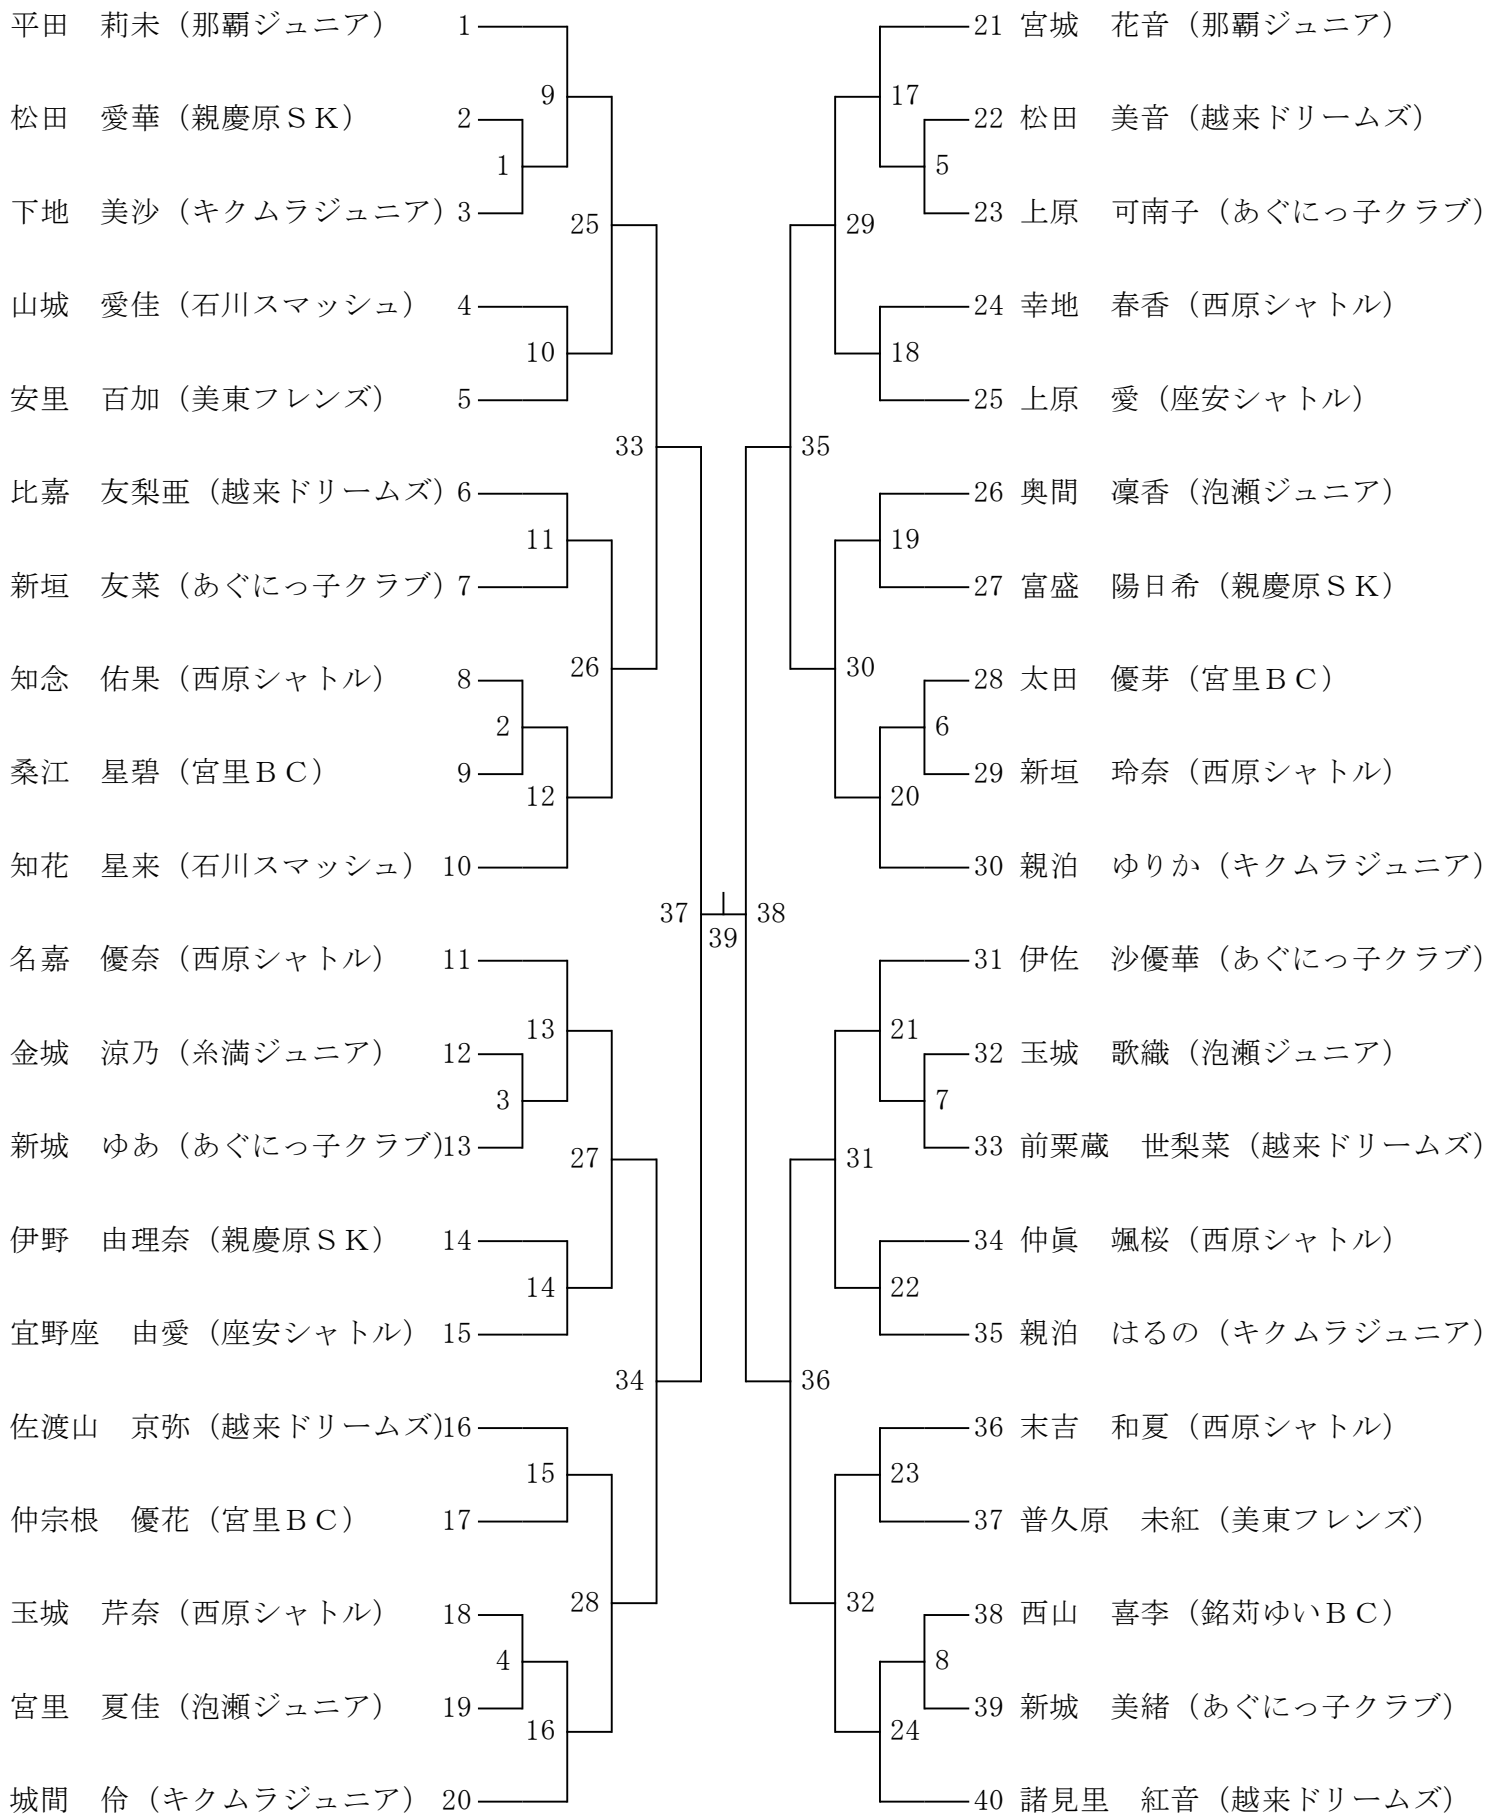 平田　莉未（那覇ジュニア）　1
9
松田　愛華（親慶原ＳＫ）　2
1
下地　美沙（キクムラジュニア）3
25
山城　愛佳（石川スマッシュ）　4
10
安里　百加（美東フレンズ）　5
33
比嘉　友梨亜（越来ドリームズ）6
11
新垣　友菜（あぐにっ子クラブ）7
26
知念　佑果（西原シャトル）　8
2
桑江　星碧（宮里ＢＣ）　9
12
知花　星来（石川スマッシュ）　10
37
39
名嘉　優奈（西原シャトル）　11
13
金城　涼乃（糸満ジュニア）　12
3
新城　ゆあ（あぐにっ子クラブ）13
27
伊野　由理奈（親慶原ＳＫ）　14
14
宜野座　由愛（座安シャトル）　15
34
佐渡山　京弥（越来ドリームズ）16
15
仲宗根　優花（宮里ＢＣ）　17
28
玉城　芹奈（西原シャトル）　18
4
宮里　夏佳（泡瀬ジュニア）　19
16
城間　伶（キクムラジュニア）　20
21 宮城　花音（那覇ジュニア）
17
22 松田　美音（越来ドリームズ）
5
23 上原　可南子（あぐにっ子クラブ）
29
24 幸地　春香（西原シャトル）
18
25 上原　愛（座安シャトル）
35
26 奥間　凜香（泡瀬ジュニア）
19
27 富盛　陽日希（親慶原ＳＫ）
30
28 太田　優芽（宮里ＢＣ）
6
29 新垣　玲奈（西原シャトル）
20
30 親泊　ゆりか（キクムラジュニア）
38
31 伊佐　沙優華（あぐにっ子クラブ）
21
32 玉城　歌織（泡瀬ジュニア）
7
33 前粟蔵　世梨菜（越来ドリームズ）
31
34 仲眞　颯桜（西原シャトル）
22
35 親泊　はるの（キクムラジュニア）
36
36 末吉　和夏（西原シャトル）
23
37 普久原　未紅（美東フレンズ）
32
38 西山　喜李（銘苅ゆいＢＣ）
8
39 新城　美緒（あぐにっ子クラブ）
24
40 諸見里　紅音（越来ドリームズ）